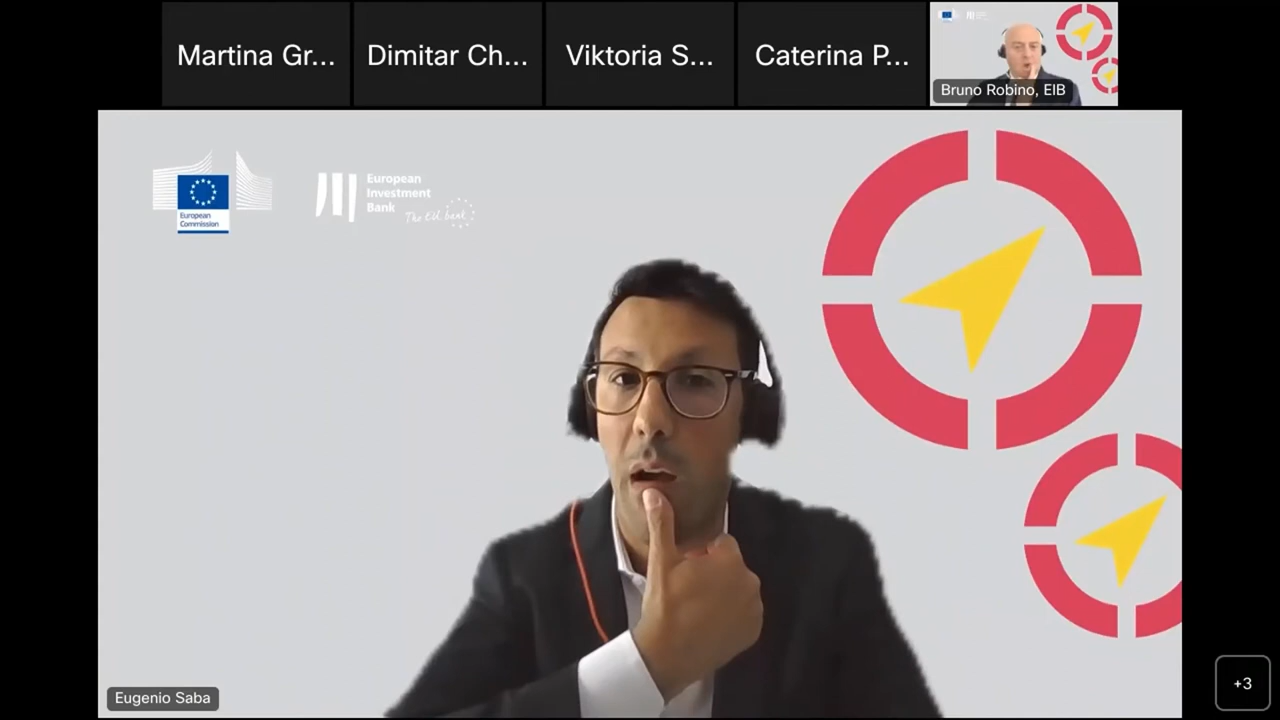 Martina Gr...
Dimitar Ch...
Viktoria S...
Caterina P...
Bruno Robino, EIB
European
Commission
European
Investment
Bank
The EU bank
Eugenio Saba
+3